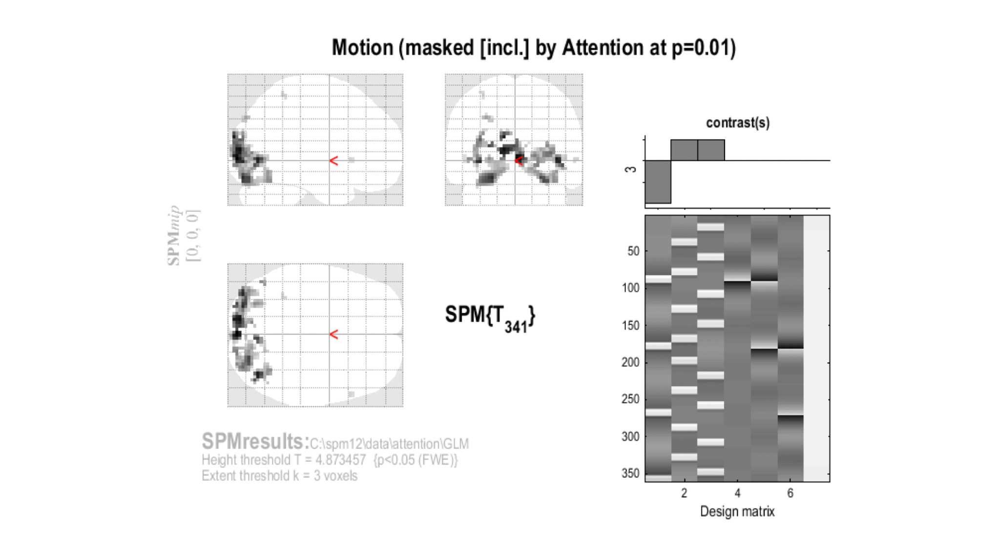 Motion (masked [incl.] by Attention at p=0.01)
SPMmip
[0, 0, 0]
<
<
<
SPM{T341}
SPMresults:C:\spm12\data\attention\GLM
Height threshold T = 4.873457 {p<0.05 (FWE)}
Extent threshold k = 3 voxels
contrast(s)
3
50
100
150
200
250
300
350
2 4 6
Design matrix